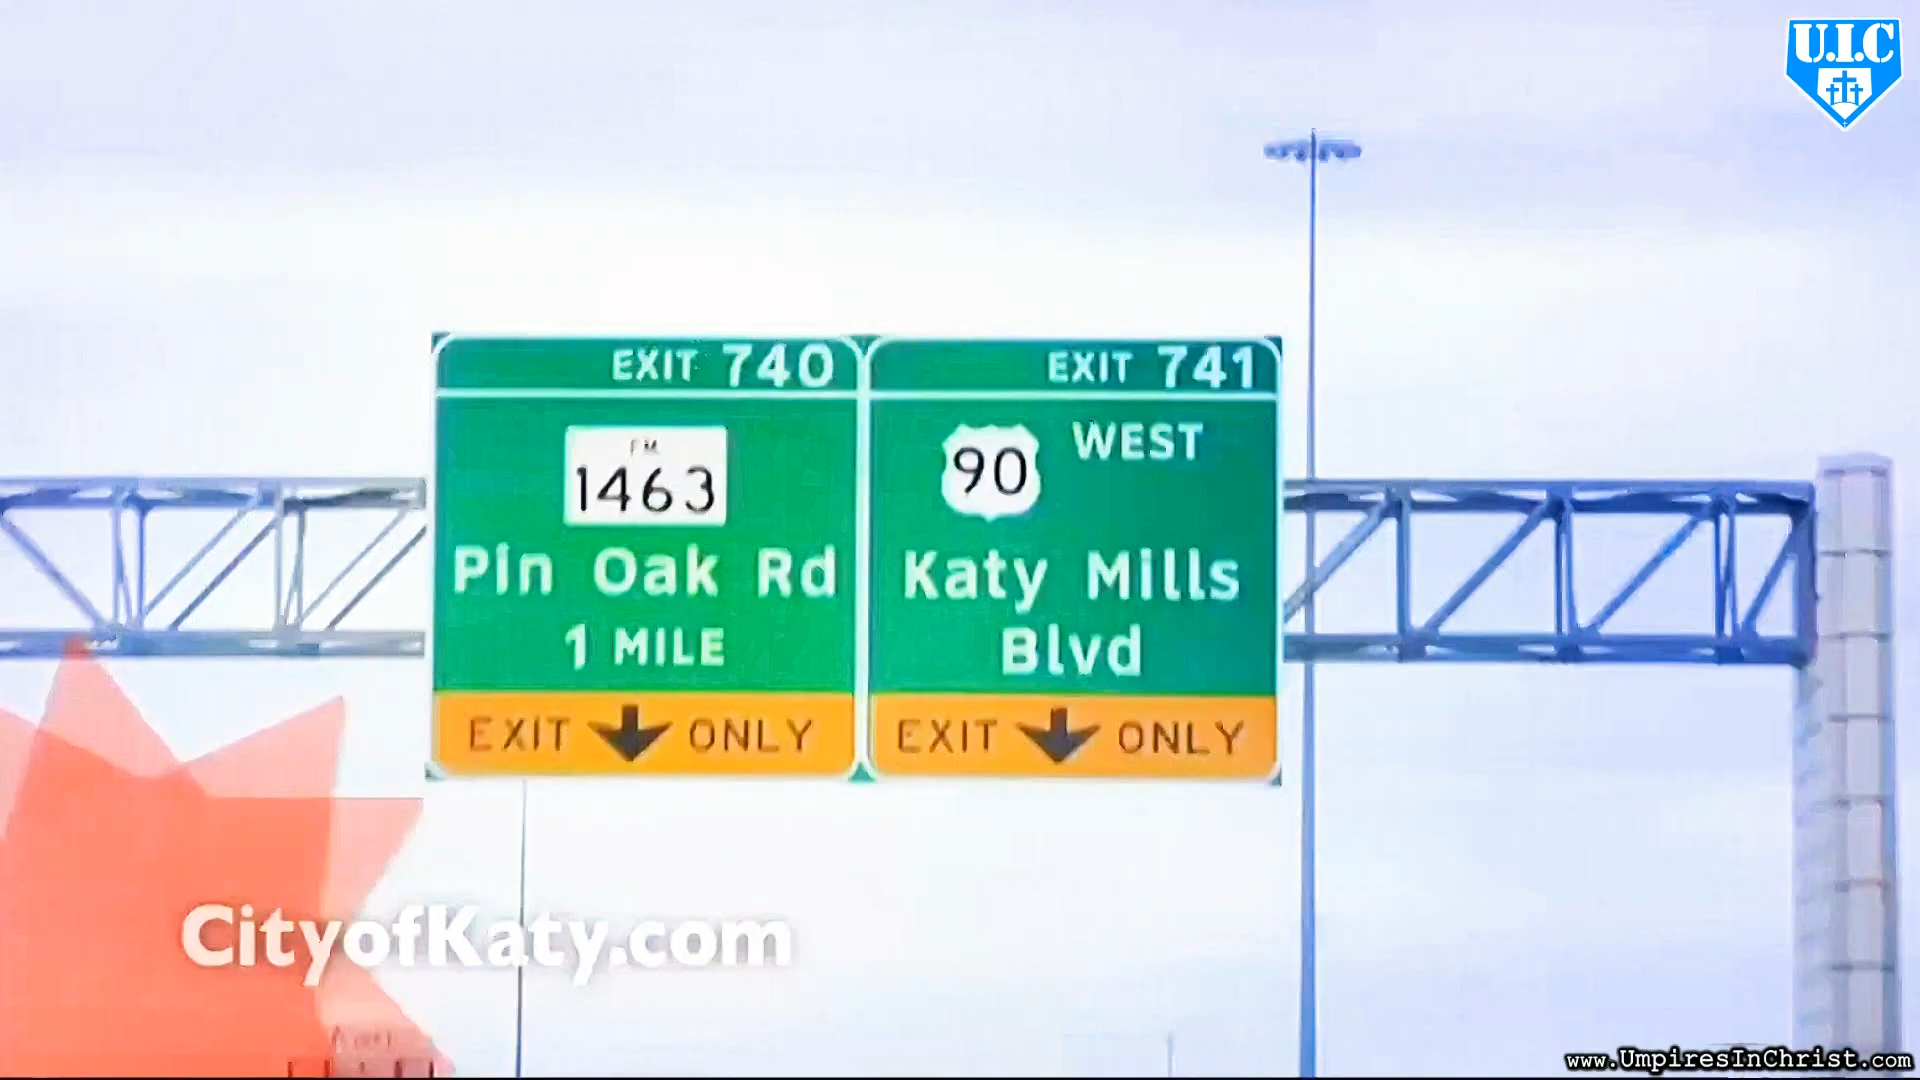 U.I.C
EXIT 740
FM
1463
Pin Oak Rd
1 MILE
EXIT ONLY
EXIT 741
90 WEST
Katy Mills
Blvd
EXIT ONLY
CityofKaty.com
www.UmpiresInChrist.com